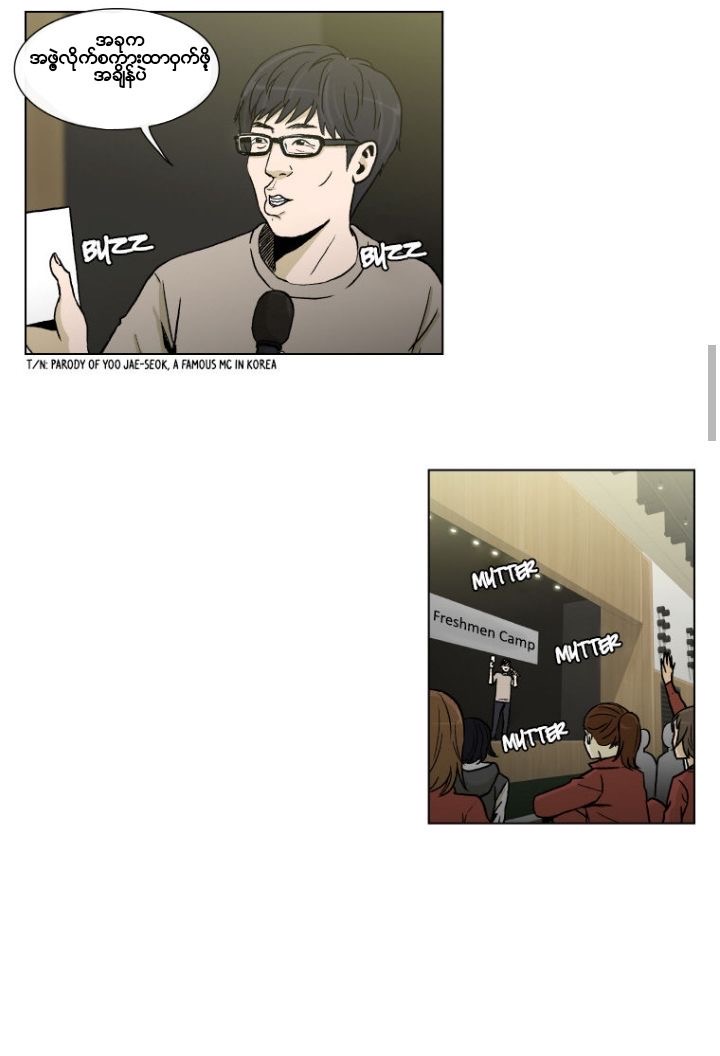 အခုက
အဖွဲ့လိုက်စကားထာဝှက်ဖို့
အချိန်ပဲ
BUZZ
BUZZ
T/N: PARODY OF YOO JAE-SEOK, A FAMOUS MC IN KOREA
MUTTER
Freshmen Camp
MUTTER
MUTTER